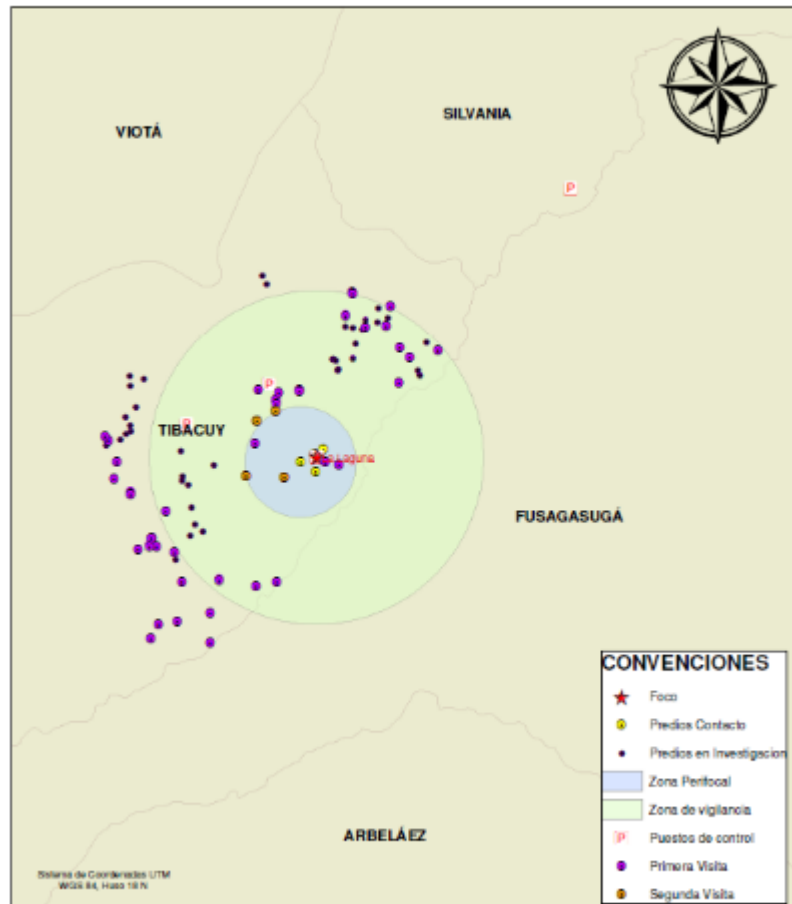 SILVANIA
VIOTÁ
P
P
P
TIBACUY
Laguna
FUSAGASUGÁ
ARBELÁEZ
CONVENCIONES
Foco
Predios Contacto
Predios en Investigacion
Zona Perifocal
Zona de vigilancia
P Puestos de control
Primera Visita
Segunda Visita
Sistema de Coordenadas UTM
WGS 84, Huso 18 N